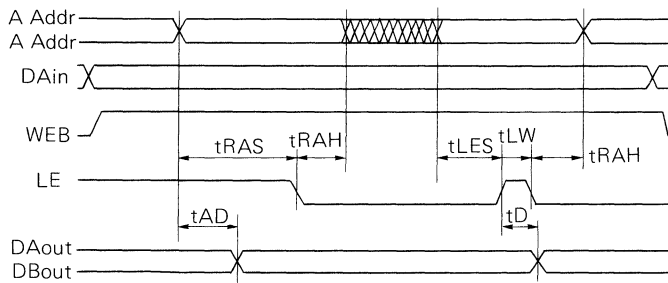 A Addr
A Addr
DAin
WEB
tRAS
tRAH
tLES
tLW
tRAH
LE
tAD
tD
DAout
DBout